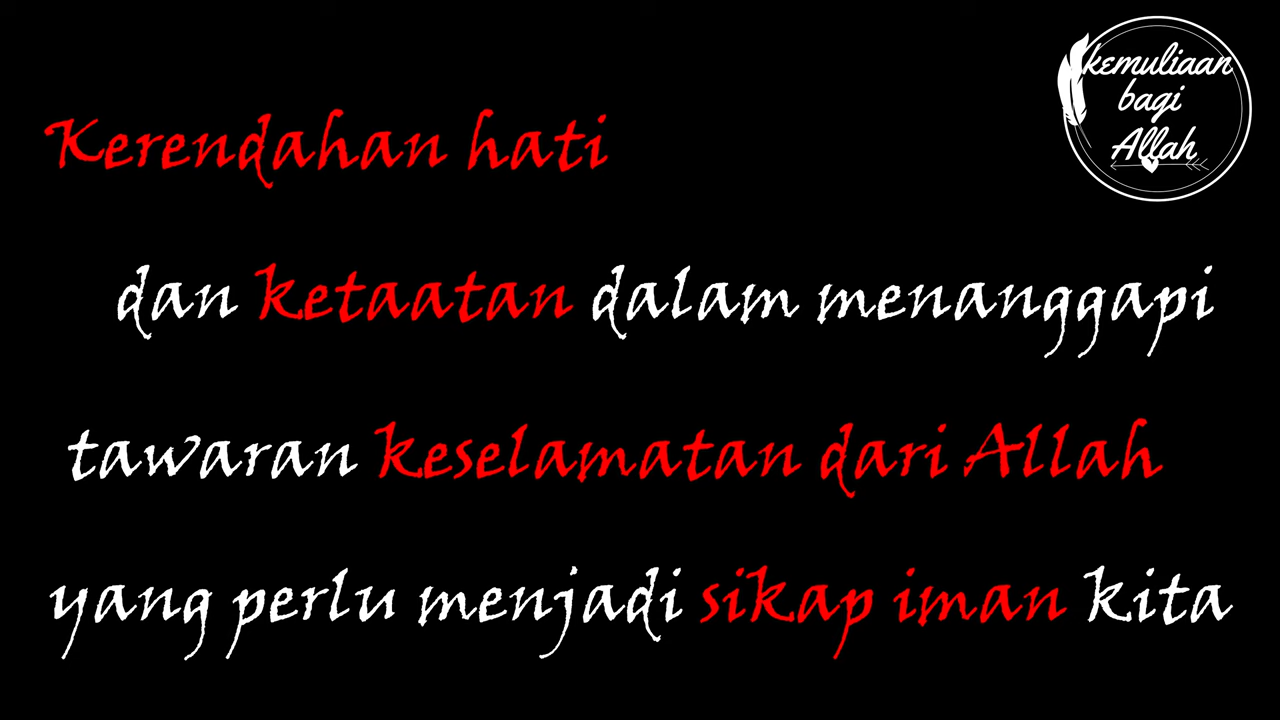 kemuliaan
bagi
Allah
Kerendahan hati
dan ketaatan dalam menanggapi
tawaran keselamatan dari Allah
yang perlu menjadi sikap iman kita